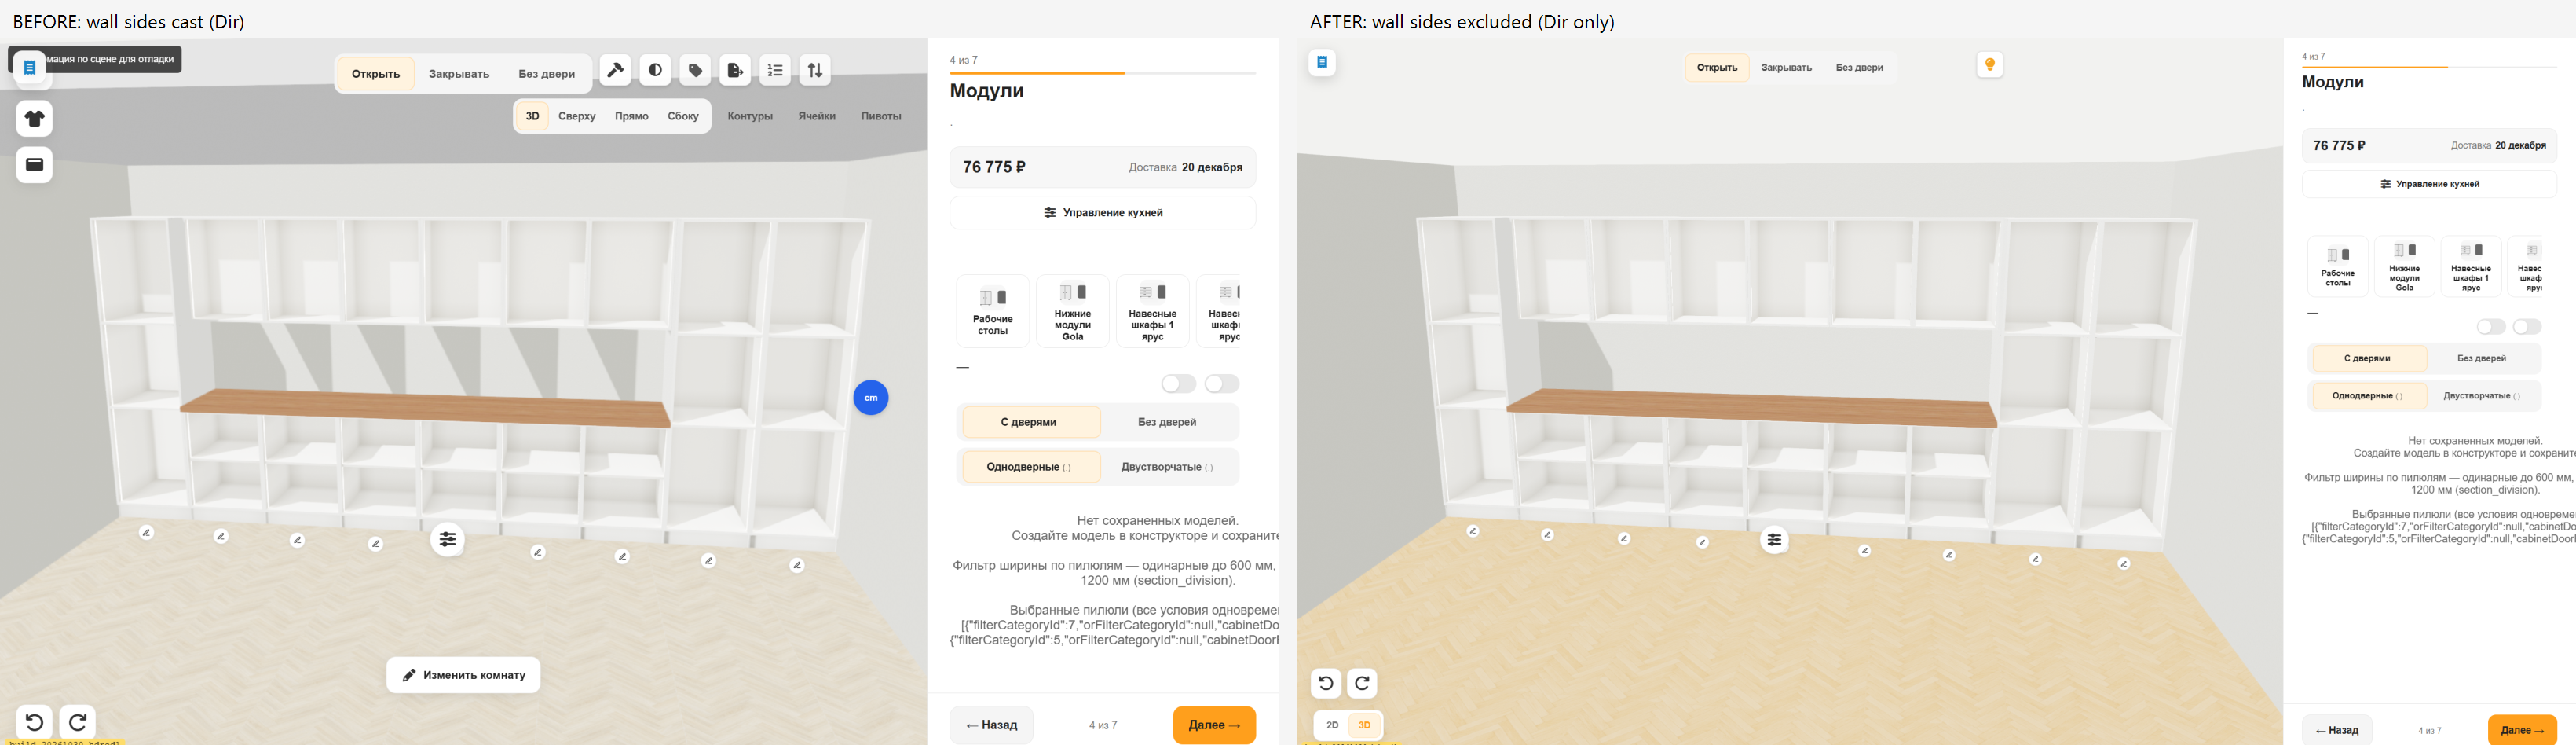 BEFORE: wall sides cast (Dir)
мация по сцене для отладки
Открыть Закрывать Без двери
3D Сверху Прямо Сбоку Контуры Ячейки Пивоты
cm
Изменить комнату
4 из 7
Модули
.
76 775 ₽ Доставка 20 декабря
Управление кухней
Рабочие столы
Нижние модули Gola
Навесные шкафы 1 ярус
Навесн шкафы ярус
—
С дверями Без дверей
Однодверные (.) Двустворчатые (.)
Нет сохраненных моделей.
Создайте модель в конструкторе и сохраните
Фильтр ширины по пилюлям — одинарные до 600 мм,
1200 мм (section_division).
Выбранные пилюли (все условия одновреме
[{"filterCategoryId":7,"orFilterCategoryId":null,"cabinetDo
{"filterCategoryId":5,"orFilterCategoryId":null,"cabinetDoorI
← Назад 4 из 7 Далее →
AFTER: wall sides excluded (Dir only)
Открыть Закрывать Без двери
2D 3D
4 из 7
Модули
.
76 775 ₽ Доставка 20 декабря
Управление кухней
Рабочие столы
Нижние модули Gola
Навесные шкафы 1 ярус
Навес шкаф ярус
—
С дверями Без дверей
Однодверные (.) Двустворчатые (.)
Нет сохраненных моделей.
Создайте модель в конструкторе и сохраните
Фильтр ширины по пилюлям — одинарные до 600 мм,
1200 мм (section_division).
Выбранные пилюли (все условия одновреме
[{"filterCategoryId":7,"orFilterCategoryId":null,"cabinetDo
{"filterCategoryId":5,"orFilterCategoryId":null,"cabinetDoorI
← Назад 4 из 7 Далее →